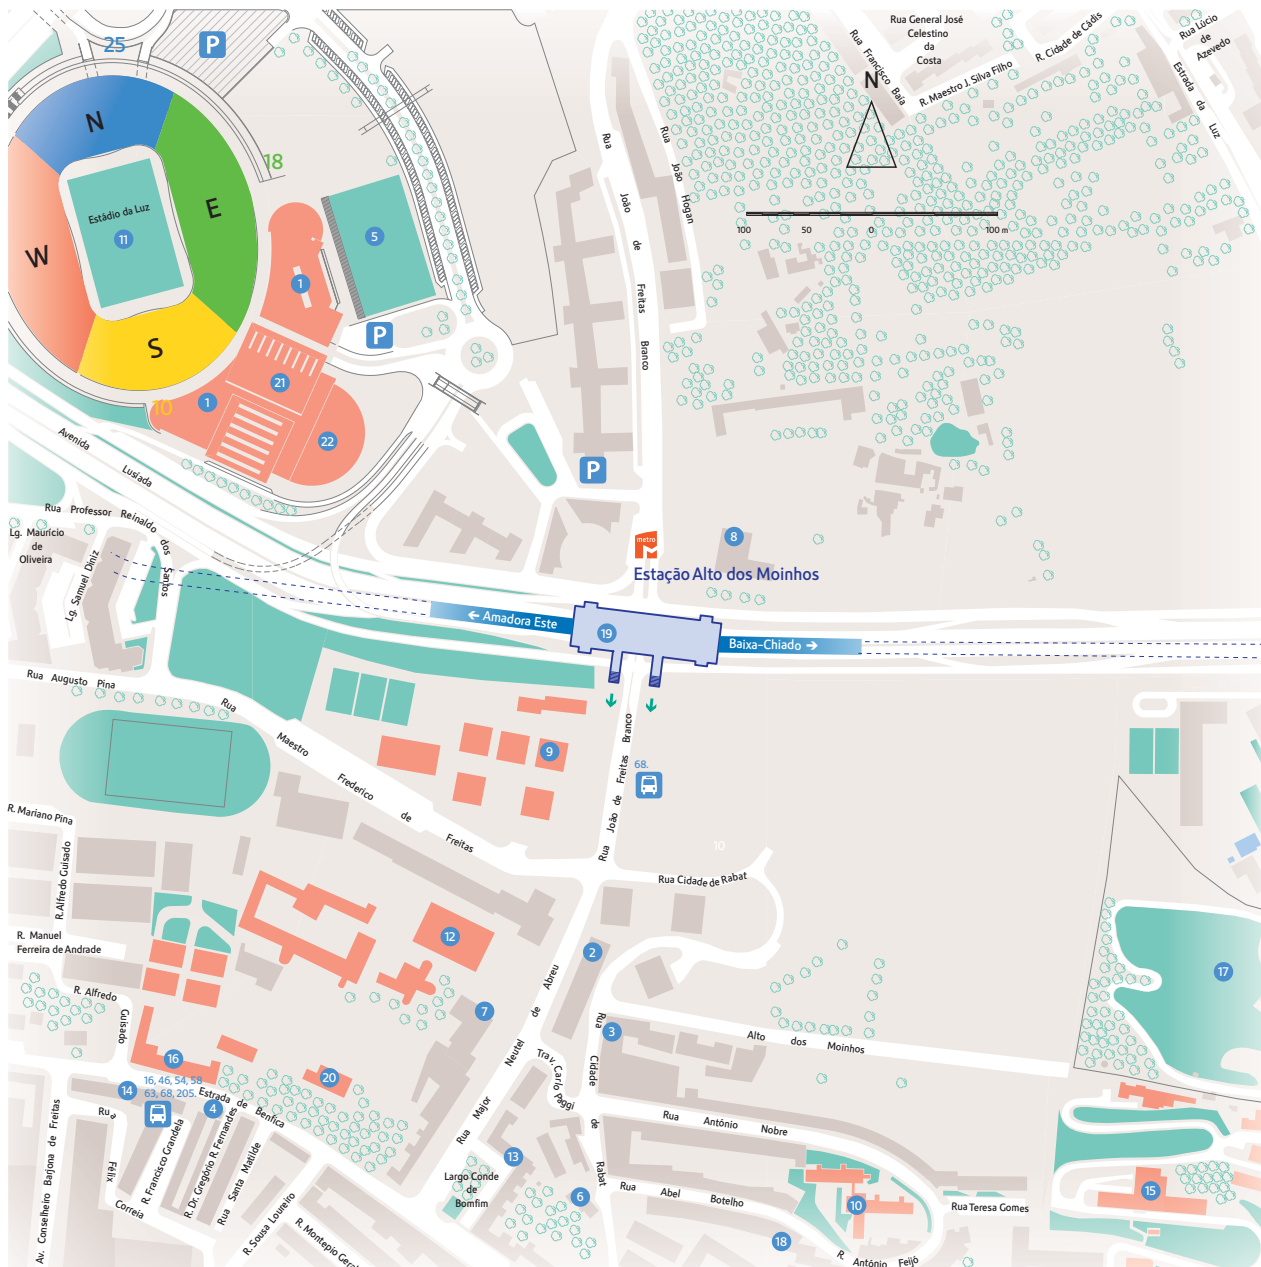 25
P
Rua General José
Celestino
da
Costa
Rua Francisco Baía
R. Maestro J. Silva Filho
R. Cidade de Cádis
Rua Lúcio
de
Azevedo
Estrada da Luz
N
N
18
E
W
S
Estádio da Luz
11
5
1
P
21
1
10
22
Rua João de Freitas Branco
Rua João Hogan
100 50 0 100 m
P
Avenida Lusíada
Rua Professor Reinaldo dos Santos
Lg. Maurício
de
Oliveira
Lg. Samuel Diniz
metro
M
8
Estação Alto dos Moinhos
← Amadora Este
19
Baixa-Chiado →
Rua Augusto Pina
Rua Maestro Frederico de Freitas
9
Rua João de Freitas Branco
68.
10
R. Mariano Pina
R. Alfredo Guisado
Rua Cidade de Rabat
R. Manuel
Ferreira de Andrade
12
2
17
R. Alfredo Guisado
7
3
Rua Major Neutel de Abreu
Rua Cidade de Rabat
Alto dos Moinhos
Trav. Carlo Paggi
16
20
14
16, 46, 54, 58
63, 68, 205.
4
Estrada de Benfica
Rua Félix Correia
R. Francisco Grandela
R. Dr. Gregório R. Fernandes
Rua Santa Matilde
R. Sousa Loureiro
R. Montepio Geral
Av. Conselheiro Barjona de Freitas
13
Largo Conde
de
Bomfim
6
Rua António Nobre
Rua Abel Botelho
10
18
R. António Feijó
Rua Teresa Gomes
15